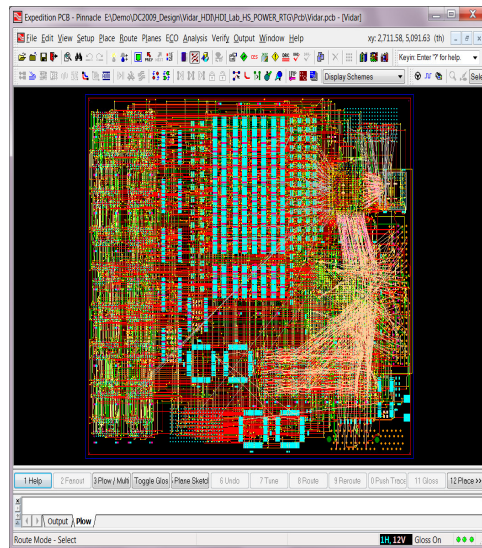 Expedition PCB - Pinnacle E:\Demo\DC2009_Design\Vidar_HDI\HDI_Lab_HS_POWER_RTG\Pcb\Vidar.pcb - [Vidar]
File Edit View Setup Place Route Planes ECO Analysis Verify Output Window Help xy: 2,711.58, 5,091.63 (th)
Keyin: Enter '?' for help.
Display Schemes Sele
1 Help 2 Fanout 3 Plow / Multi Toggle Glos Plane Sketcl 6 Undo 7 Tune 8 Route 9 Reroute 0 Push Trace 11 Gloss 12 Place >>
Output Plow
Route Mode - Select 1H, 12V Gloss On